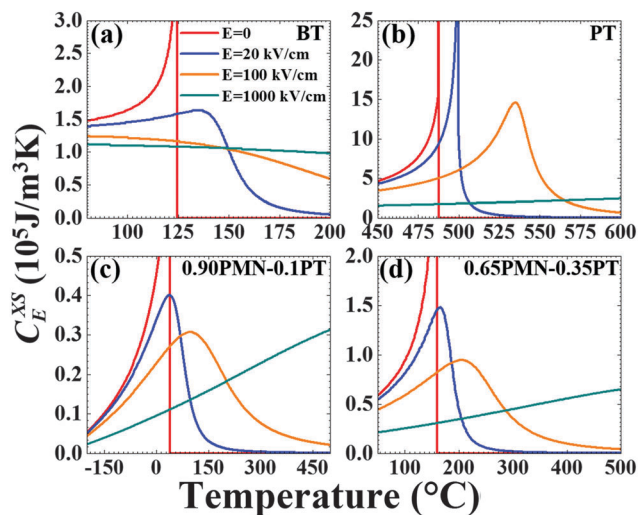 (a) BT
E=0
E=20 kV/cm
E=100 kV/cm
E=1000 kV/cm
3.0
2.5
2.0
1.5
1.0
0.5
0.0
100 125 150 175 200
(b) PT
25
20
15
10
5
0
450 475 500 525 550 575 600
(c) 0.90PMN-0.1PT
0.5
0.4
0.3
0.2
0.1
0.0
-150 0 150 300 450
(d) 0.65PMN-0.35PT
2.0
1.5
1.0
0.5
0.0
100 200 300 400 500
C_E^XS (10^5J/m^3K)
Temperature (°C)